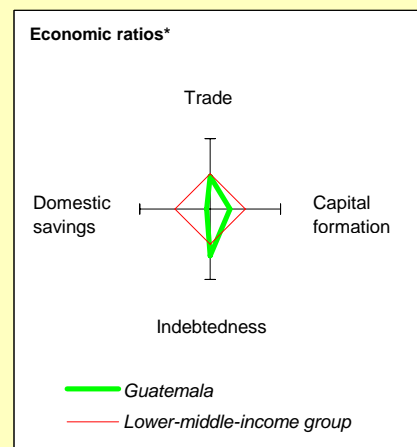 Economic ratios*
Trade
Domestic
savings
Capital
formation
Indebtedness
Guatemala
Lower-middle-income group